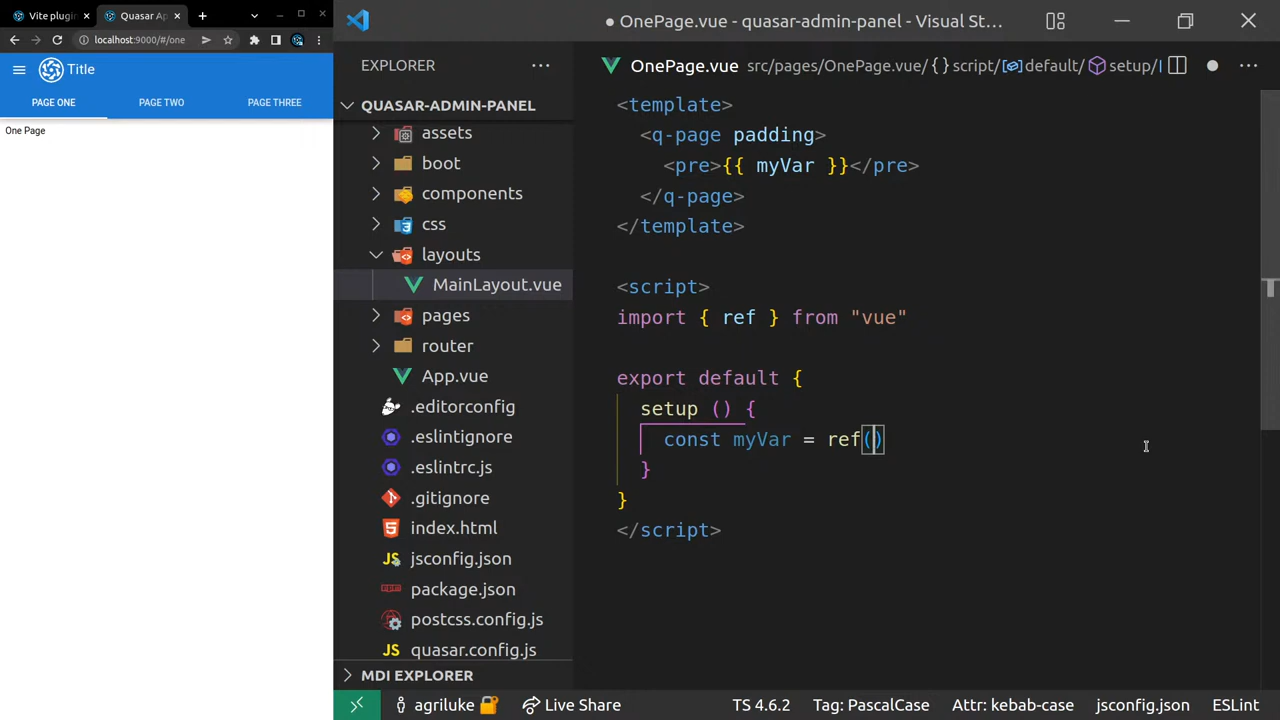 Vite plugin
Quasar Ap
localhost:9000/#/one
Title
PAGE ONE
PAGE TWO
PAGE THREE
One Page
OnePage.vue - quasar-admin-panel - Visual St…
EXPLORER
QUASAR-ADMIN-PANEL
assets
boot
components
css
layouts
MainLayout.vue
pages
router
App.vue
.editorconfig
.eslintignore
.eslintrc.js
.gitignore
index.html
JS jsconfig.json
package.json
postcss.config.js
JS quasar.config.js
MDI EXPLORER
OnePage.vue src/pages/OnePage.vue/ {} script/ default/ setup/
<template>
<q-page padding>
<pre>{{ myVar }}</pre>
</q-page>
</template>
<script>
import { ref } from "vue"
export default {
setup () {
const myVar = ref()
}
}
</script>
agriluke
Live Share
TS 4.6.2
Tag: PascalCase
Attr: kebab-case
jsconfig.json
ESLint